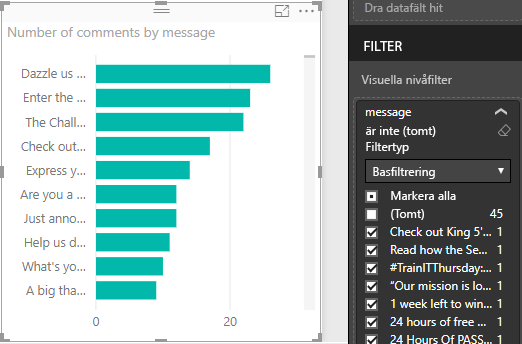 Number of comments by message
Dazzle us ...
Enter the ...
The Chall...
Check out...
Express y...
Are you a ...
Just anno...
Help us d...
What's yo...
A big tha...
0 20
Dra datafält hit
FILTER
Visuella nivåfilter
message
är inte (tomt)
Filtertyp
Basfiltrering
Markera alla
(Tomt) 45
Check out King 5'... 1
Read how the Se... 1
#TrainITThursday:... 1
"Our mission is lo... 1
1 week left to win... 1
24 hours of free ... 1
24 Hours Of PASS... 1